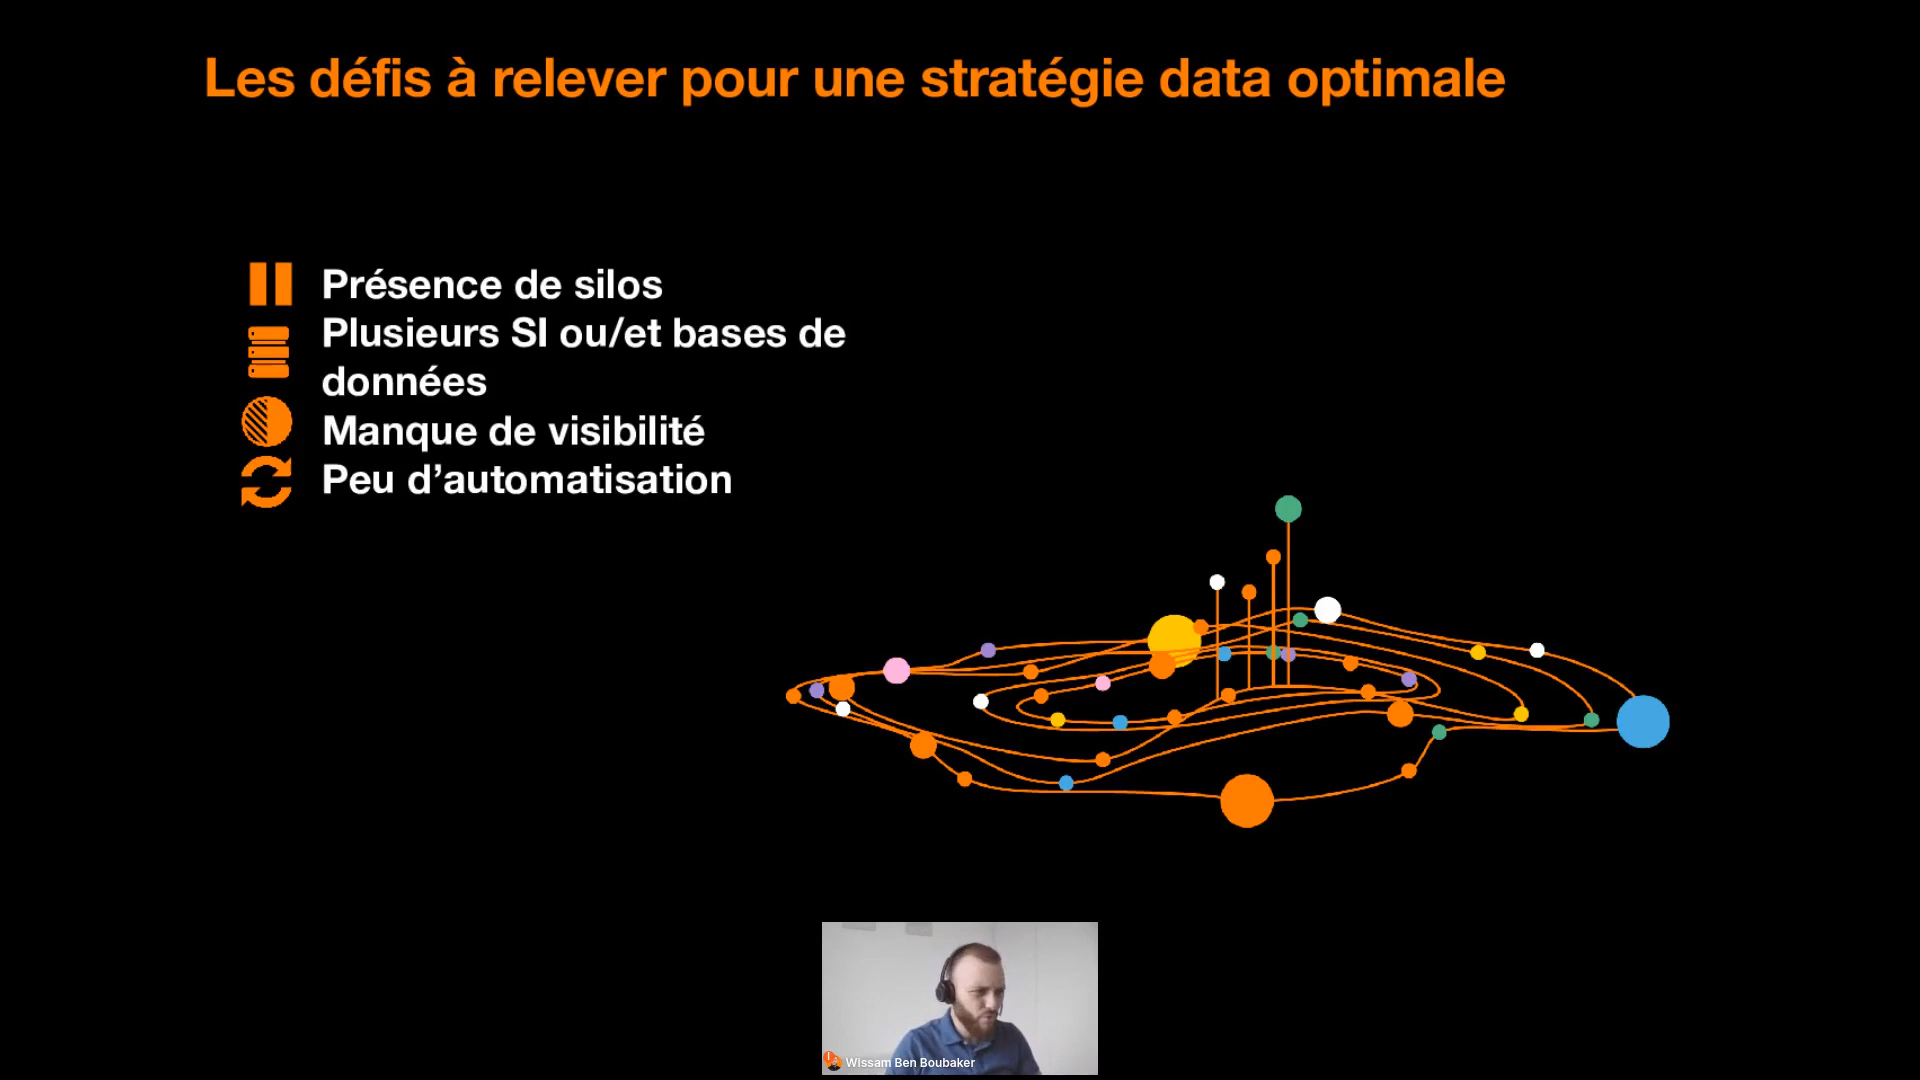 Les défis à relever pour une stratégie data optimale
Présence de silos
Plusieurs SI ou/et bases de
données
Manque de visibilité
Peu d’automatisation
Wissam Ben Boubaker